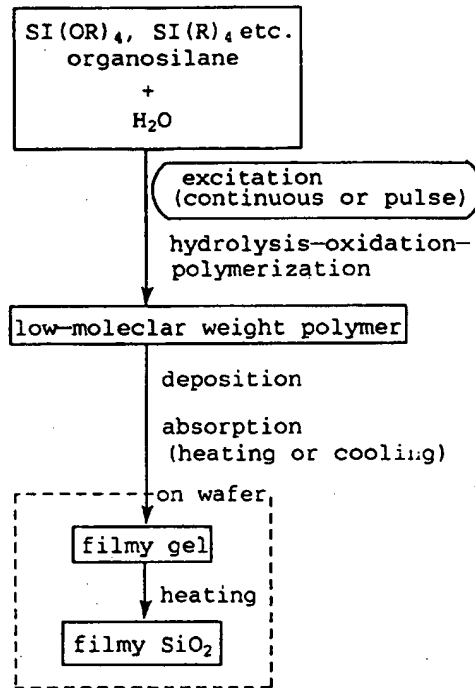 SI(OR)₄, SI(R)₄ etc.
organosilane
+
H₂O
excitation
(continuous or pulse)
hydrolysis—oxidation—
polymerization
low—moleclar weight polymer
deposition
absorption
(heating or cooling)
on wafer
filmy gel
heating
filmy SiO₂